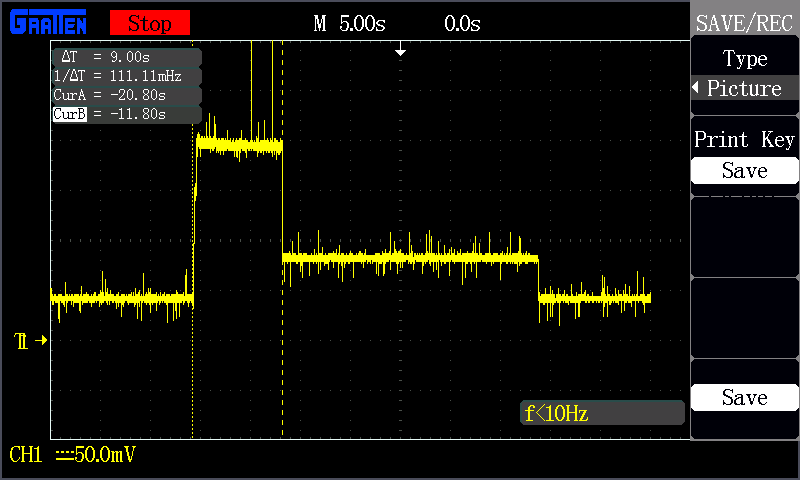 GRATTEN Stop M 5.00s 0.0s SAVE/REC
ΔT = 9.00s
1/ΔT = 111.11mHz
CurA = -20.80s
CurB = -11.80s
Type
Picture
Print Key
Save
T1
Save
f<10Hz
CH1 50.0mV